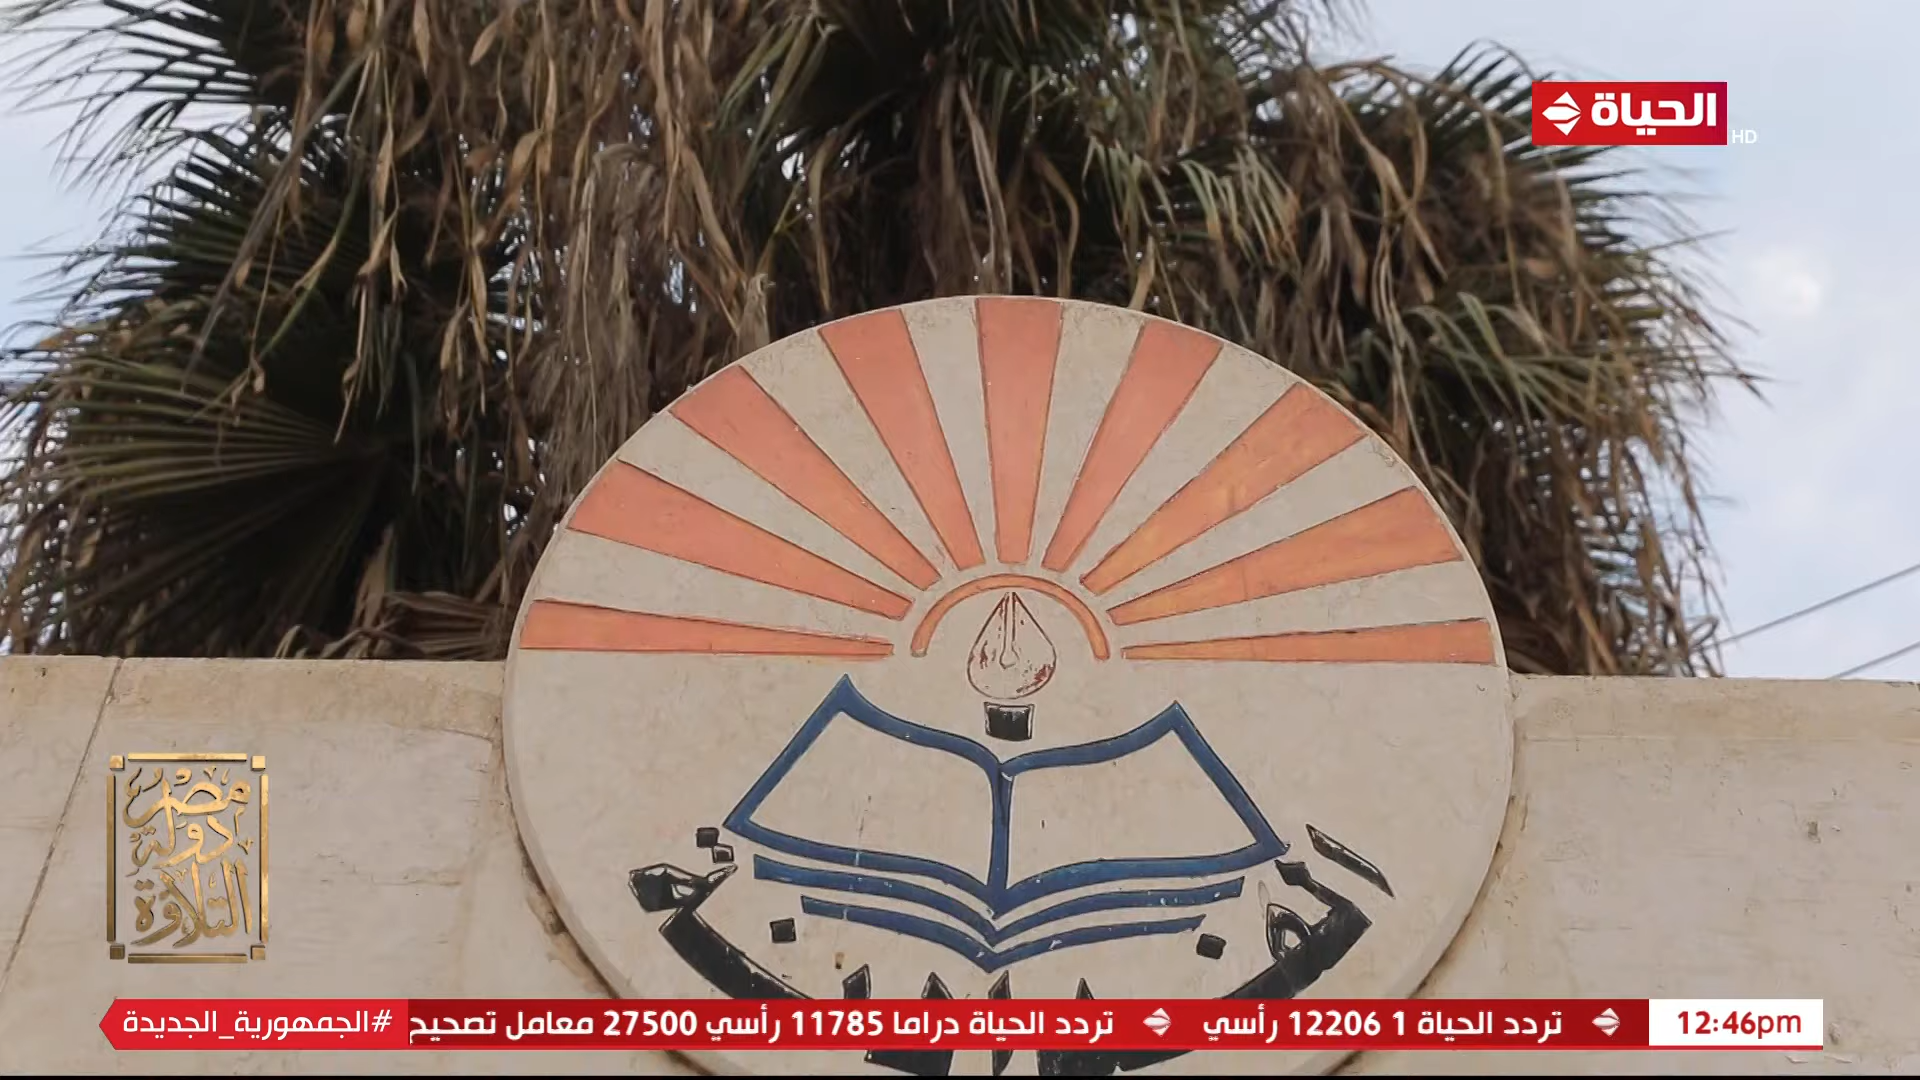 الحياة
HD
مصر
دولة
التلاوة
12:46pm
تردد الحياة 1 12206 رأسي تردد الحياة دراما 11785 رأسي 27500 معامل تصحيح
#الجمهورية_الجديدة